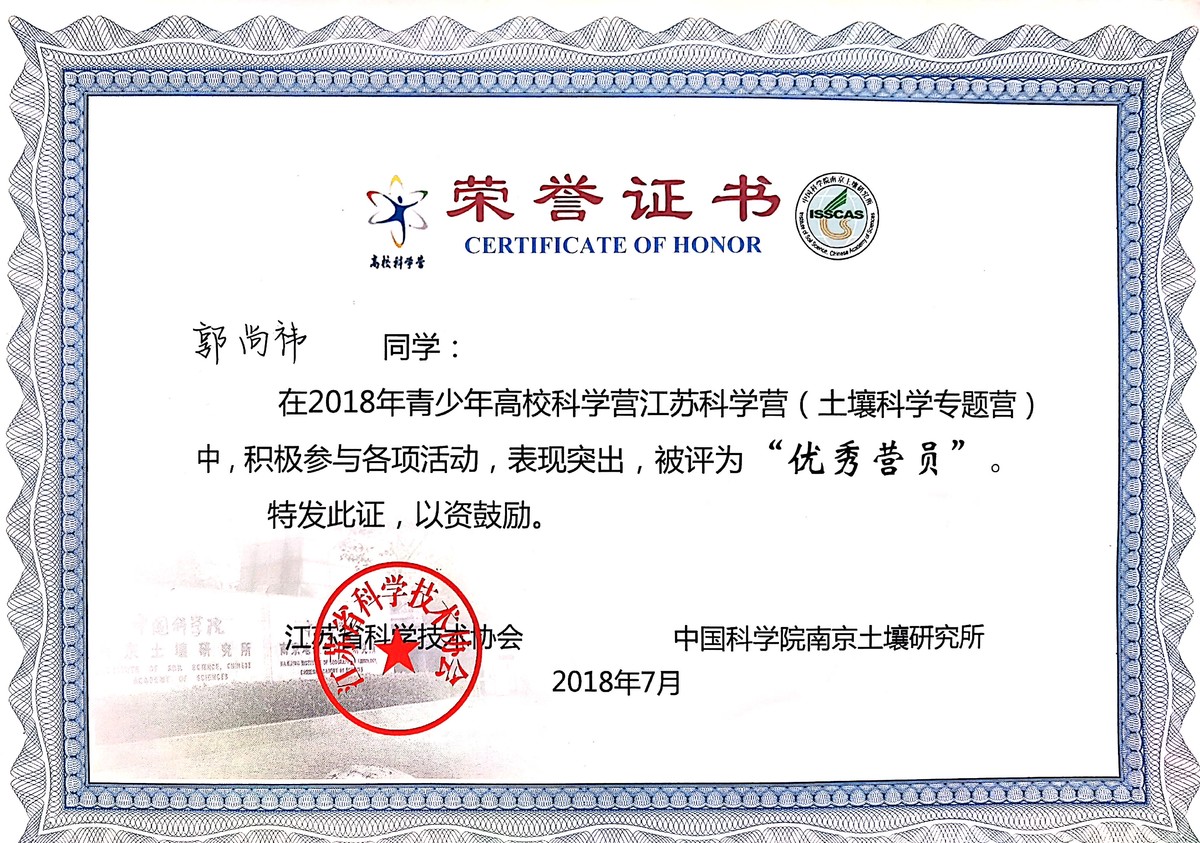 荣誉证书
CERTIFICATE OF HONOR
高校科学营
中国科学院南京土壤研究所
ISSCAS
Institute of Soil Science, Chinese Academy of Sciences
郭尚祎 同学：
在2018年青少年高校科学营江苏科学营（土壤科学专题营）
中，积极参与各项活动，表现突出，被评为“优秀营员”。
特发此证，以资鼓励。
中国科学院
京土壤研究所
INSTITUTE OF SOIL SCIENCE, CHINESE
ACADEMY OF SCIENCES
江苏省科学技术协会
江苏省科学技术协会 中国科学院南京土壤研究所
2018年7月